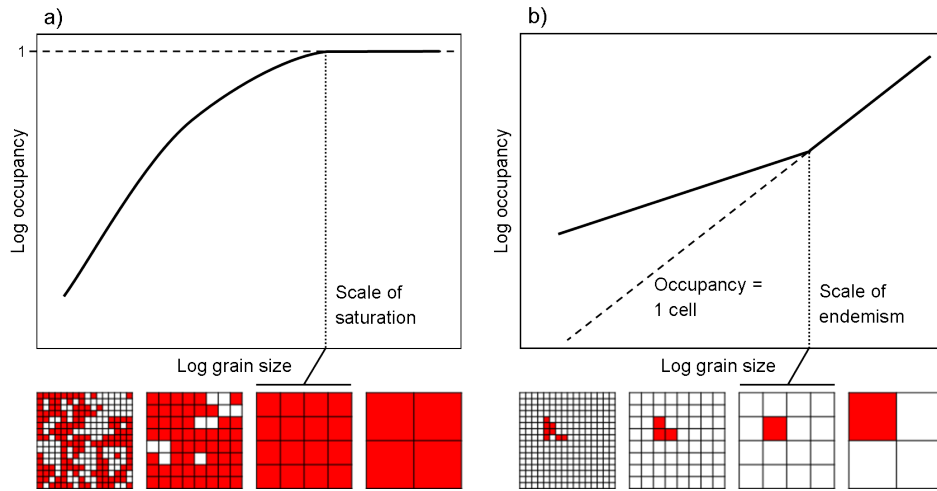 a)
1
Log occupancy
Scale of
saturation
Log grain size
b)
Log occupancy
Occupancy =
1 cell
Scale of
endemism
Log grain size